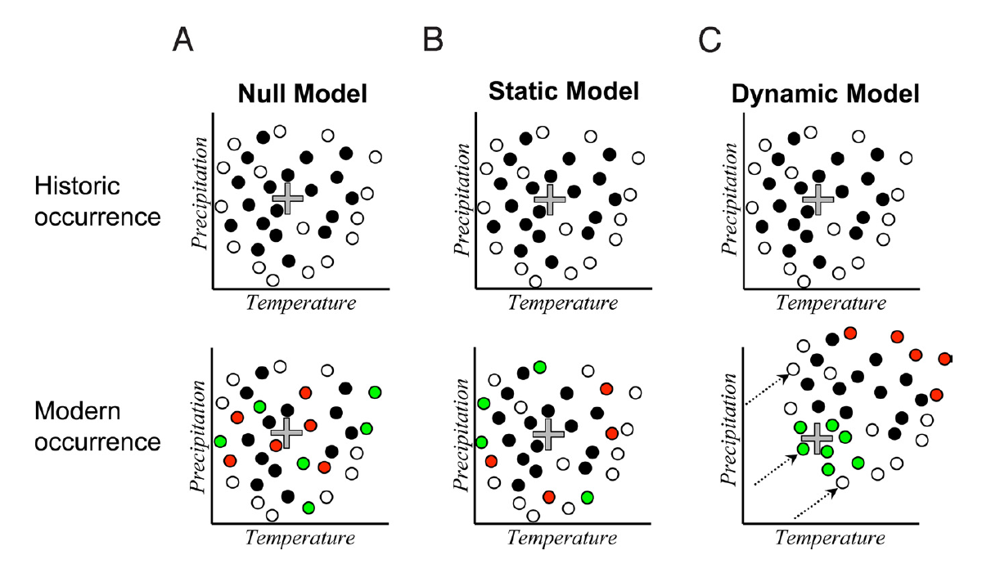 A
B
C
Null Model
Static Model
Dynamic Model
Historic
occurrence
Precipitation
Temperature
Precipitation
Temperature
Precipitation
Temperature
Modern
occurrence
Precipitation
Temperature
Precipitation
Temperature
Precipitation
Temperature